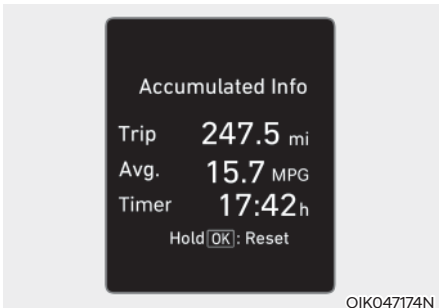 Accumulated Info
Trip 247.5 mi
Avg. 15.7 MPG
Timer 17:42h
Hold OK : Reset
OIK047174N